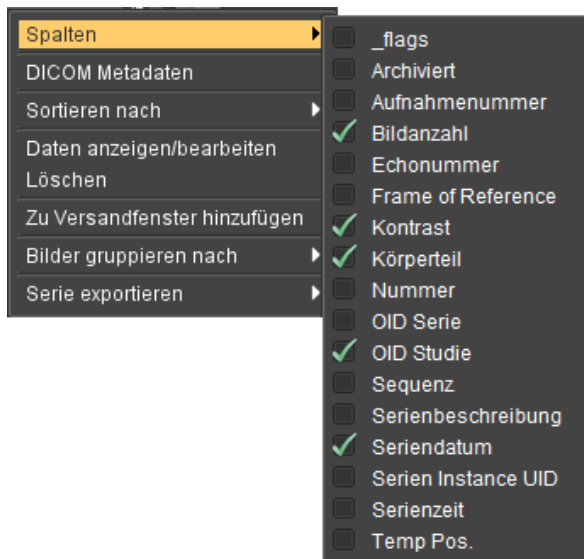 Spalten
DICOM Metadaten
Sortieren nach
Daten anzeigen/bearbeiten
Löschen
Zu Versandfenster hinzufügen
Bilder gruppieren nach
Serie exportieren
_flags
Archiviert
Aufnahmenummer
Bildanzahl
Echonummer
Frame of Reference
Kontrast
Körperteil
Nummer
OID Serie
OID Studie
Sequenz
Serienbeschreibung
Seriendatum
Serien Instance UID
Serienzeit
Temp Pos.